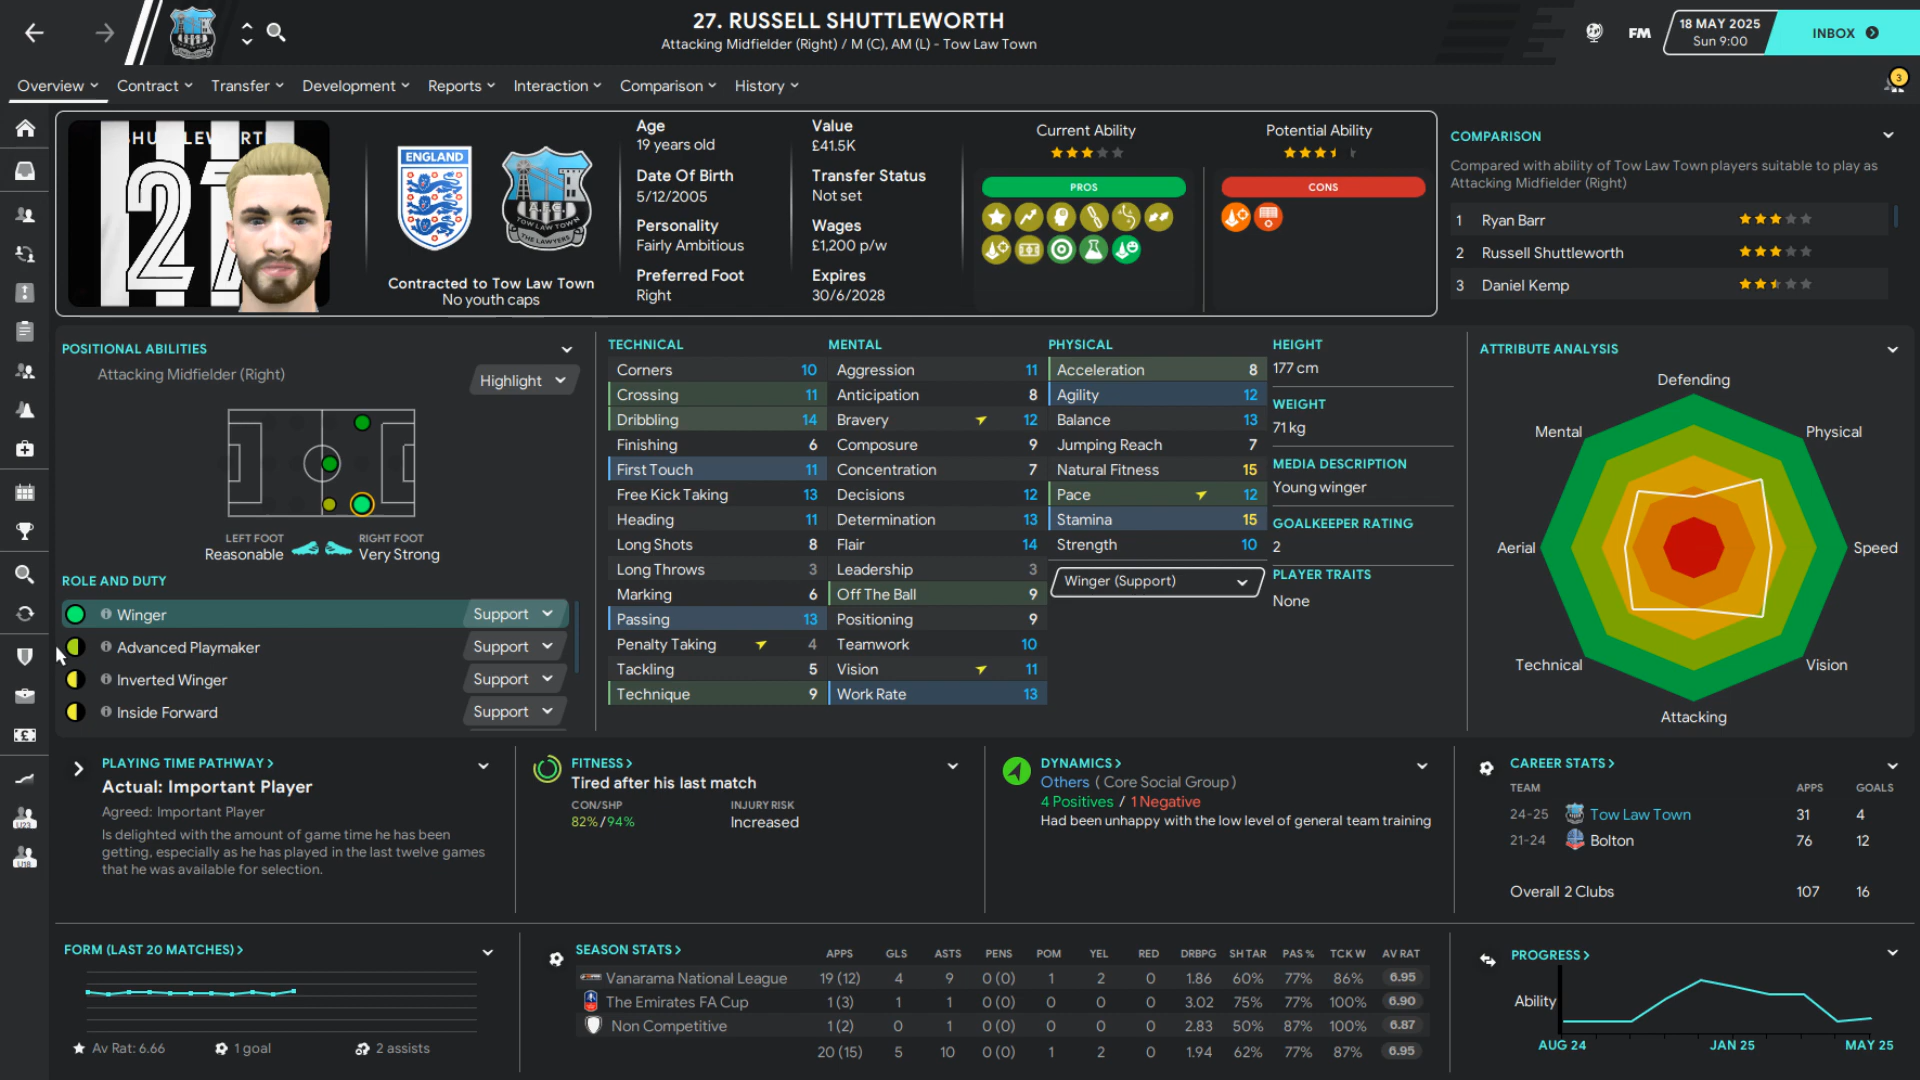 27. RUSSELL SHUTTLEWORTH
Attacking Midfielder (Right) / M (C), AM (L) - Tow Law Town
FM
18 MAY 2025
Sun 9:00
INBOX
Overview
Contract
Transfer
Development
Reports
Interaction
Comparison
History
3
27
ENGLAND
TOW LAW TOWN
THE LAWYERS
Contracted to Tow Law Town
No youth caps
Age
19 years old
Date Of Birth
5/12/2005
Personality
Fairly Ambitious
Preferred Foot
Right
Value
£41.5K
Transfer Status
Not set
Wages
£1,200 p/w
Expires
30/6/2028
Current Ability
PROS
Potential Ability
CONS
COMPARISON
Compared with ability of Tow Law Town players suitable to play as
Attacking Midfielder (Right)
1 Ryan Barr
2 Russell Shuttleworth
3 Daniel Kemp
POSITIONAL ABILITIES
Attacking Midfielder (Right)
Highlight
LEFT FOOT
Reasonable
RIGHT FOOT
Very Strong
ROLE AND DUTY
Winger Support
Advanced Playmaker Support
Inverted Winger Support
Inside Forward Support
TECHNICAL
Corners 10
Crossing 11
Dribbling 14
Finishing 6
First Touch 11
Free Kick Taking 13
Heading 11
Long Shots 8
Long Throws 3
Marking 6
Passing 13
Penalty Taking 4
Tackling 5
Technique 9
MENTAL
Aggression 11
Anticipation 8
Bravery 12
Composure 9
Concentration 7
Decisions 12
Determination 13
Flair 14
Leadership 3
Off The Ball 9
Positioning 9
Teamwork 10
Vision 11
Work Rate 13
PHYSICAL
Acceleration 8
Agility 12
Balance 13
Jumping Reach 7
Natural Fitness 15
Pace 12
Stamina 15
Strength 10
Winger (Support)
HEIGHT
177 cm
WEIGHT
71 kg
MEDIA DESCRIPTION
Young winger
GOALKEEPER RATING
2
PLAYER TRAITS
None
ATTRIBUTE ANALYSIS
Defending
Mental
Physical
Aerial
Speed
Technical
Vision
Attacking
U23
U18
PLAYING TIME PATHWAY >
Actual: Important Player
Agreed: Important Player
Is delighted with the amount of game time he has been
getting, especially as he has played in the last twelve games
that he was available for selection.
FITNESS >
Tired after his last match
CON/SHP
82%/94%
INJURY RISK
Increased
DYNAMICS >
Others ( Core Social Group )
4 Positives / 1 Negative
Had been unhappy with the low level of general team training
CAREER STATS >
TEAM APPS GOALS
24-25 Tow Law Town 31 4
21-24 Bolton 76 12
Overall 2 Clubs 107 16
FORM (LAST 20 MATCHES) >
Av Rat: 6.66
1 goal
2 assists
SEASON STATS >
APPS GLS ASTS PENS POM YEL RED DRBPG SH TAR PAS % TCK W AV RAT
Vanarama National League 19 (12) 4 9 0 (0) 1 2 0 1.86 60% 77% 86% 6.95
The Emirates FA Cup 1 (3) 1 1 0 (0) 0 0 0 3.02 75% 77% 100% 6.90
Non Competitive 1 (2) 0 1 0 (0) 0 0 0 2.83 50% 87% 100% 6.87
20 (15) 5 10 0 (0) 1 2 0 1.94 62% 77% 87% 6.95
PROGRESS >
Ability
AUG 24
JAN 25
MAY 25